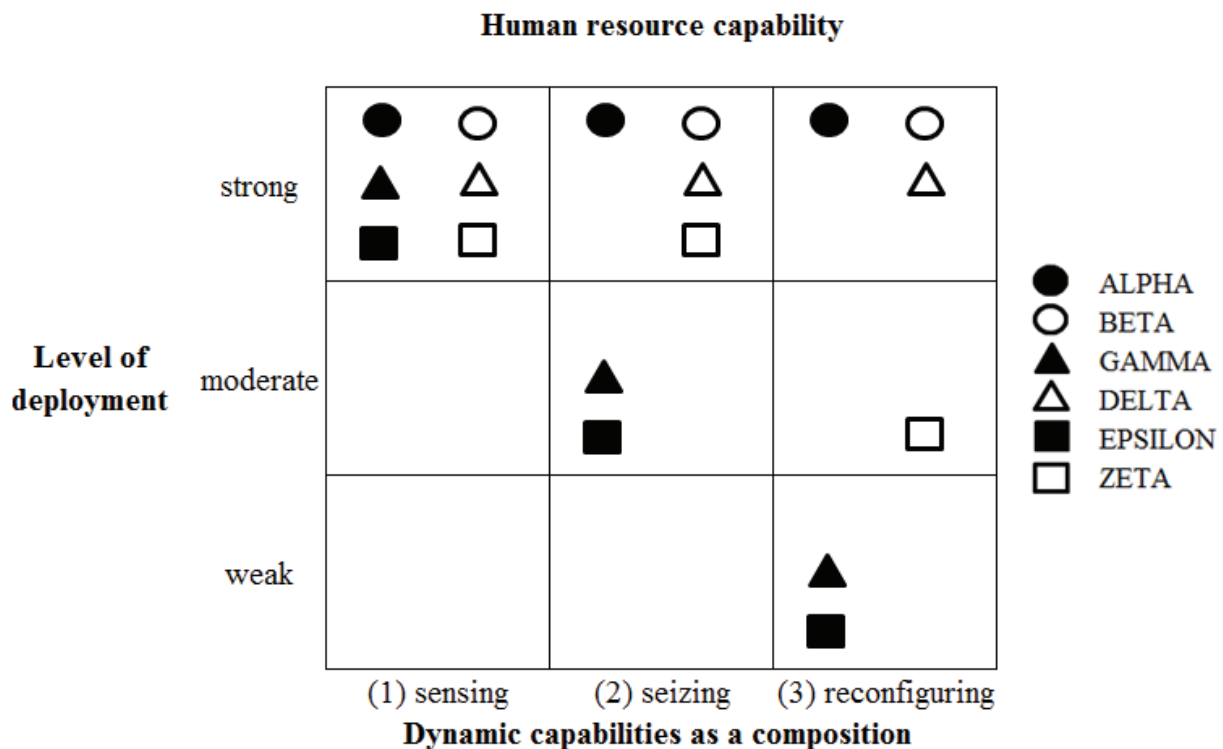 Human resource capability
strong
Level of
deployment
moderate
weak
ALPHA
BETA
GAMMA
DELTA
EPSILON
ZETA
(1) sensing
(2) seizing
(3) reconfiguring
Dynamic capabilities as a composition